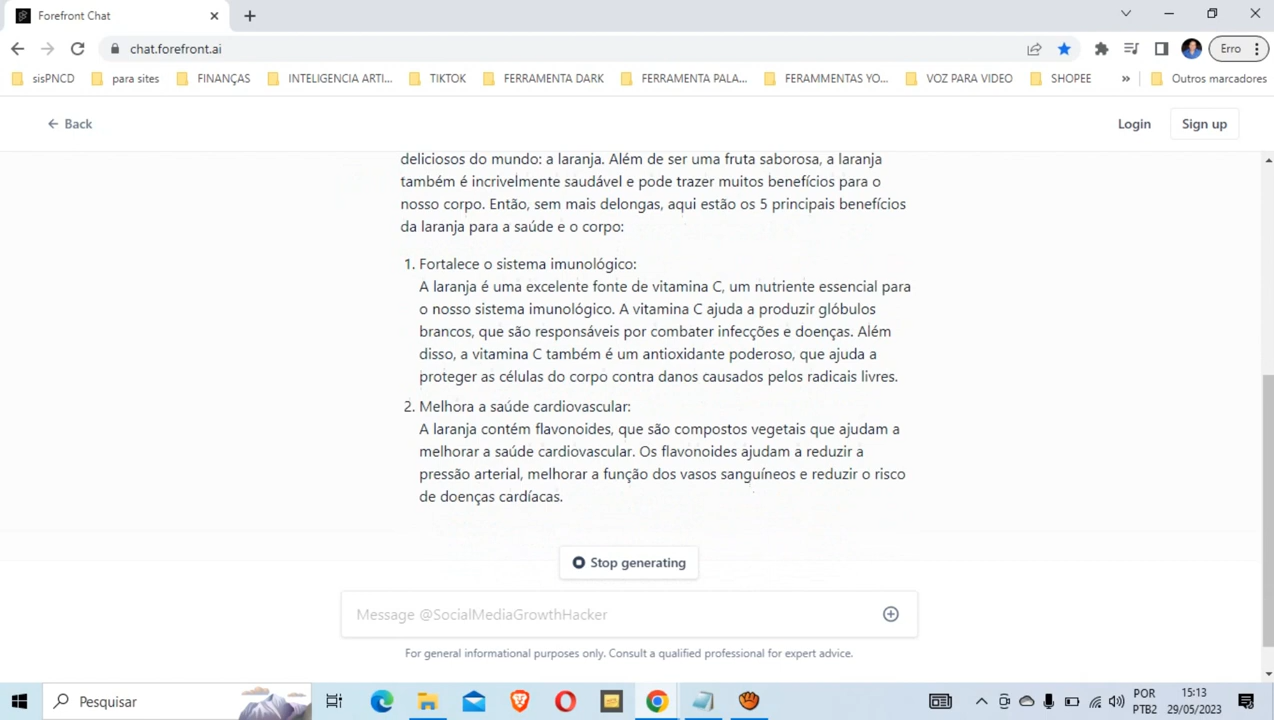 Forefront Chat
chat.forefront.ai
Erro
sisPNCD para sites FINANÇAS INTELIGENCIA ARTI... TIKTOK FERRAMENTA DARK FERRAMENTA PALA... FERAMMENTAS YO... VOZ PARA VIDEO SHOPEE » Outros marcadores
Back Login Sign up
deliciosos do mundo: a laranja. Além de ser uma fruta saborosa, a laranja
também é incrivelmente saudável e pode trazer muitos benefícios para o
nosso corpo. Então, sem mais delongas, aqui estão os 5 principais benefícios
da laranja para a saúde e o corpo:
1. Fortalece o sistema imunológico:
A laranja é uma excelente fonte de vitamina C, um nutriente essencial para
o nosso sistema imunológico. A vitamina C ajuda a produzir glóbulos
brancos, que são responsáveis por combater infecções e doenças. Além
disso, a vitamina C também é um antioxidante poderoso, que ajuda a
proteger as células do corpo contra danos causados pelos radicais livres.
2. Melhora a saúde cardiovascular:
A laranja contém flavonoides, que são compostos vegetais que ajudam a
melhorar a saúde cardiovascular. Os flavonoides ajudam a reduzir a
pressão arterial, melhorar a função dos vasos sanguíneos e reduzir o risco
de doenças cardíacas.
Stop generating
Message @SocialMediaGrowthHacker
For general informational purposes only. Consult a qualified professional for expert advice.
Pesquisar
POR 15:13
PTB2 29/05/2023